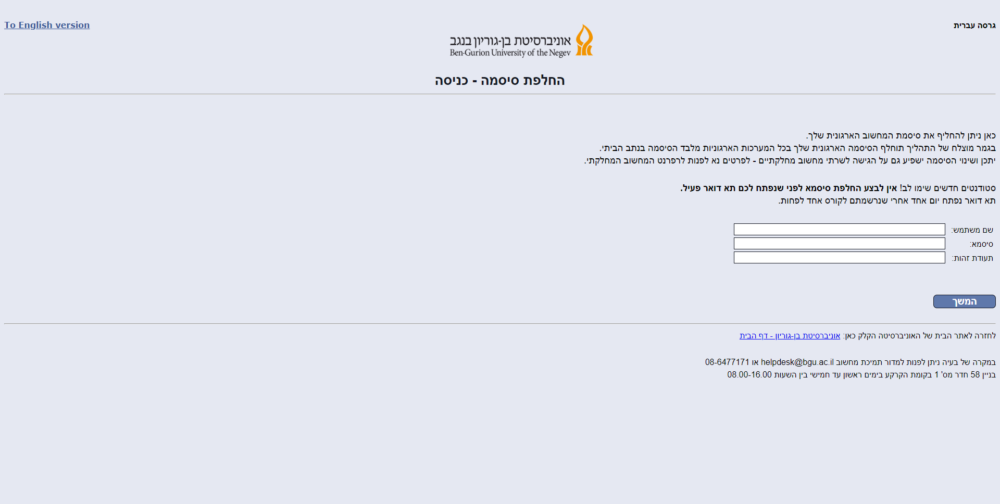 גרסה עברית
To English version
אוניברסיטת בן-גוריון בנגב
Ben-Gurion University of the Negev
החלפת סיסמה - כניסה
כאן ניתן להחליף את סיסמת המחשוב הארגונית שלך.
בגמר מוצלח של התהליך תוחלף הסיסמה הארגונית שלך בכל המערכות הארגוניות מלבד הסיסמה בנתב הביתי.
יתכן ושינוי הסיסמה ישפיע גם על הגישה לשרתי מחשוב מחלקתיים - לפרטים נא לפנות לרפרנט המחשוב המחלקתי.
סטודנטים חדשים שימו לב! אין לבצע החלפת סיסמא לפני שנפתח לכם תא דואר פעיל.
תא דואר נפתח יום אחד אחרי שנרשמתם לקורס אחד לפחות.
שם משתמש:
סיסמא:
תעודת זהות:
המשך
לחזרה לאתר הבית של האוניברסיטה הקלק כאן: אוניברסיטת בן-גוריון - דף הבית
במקרה של בעיה ניתן לפנות למדור תמיכת מחשוב helpdesk@bgu.ac.il או 08-6477171
בניין 58 חדר מס' 1 בקומת הקרקע בימים ראשון עד חמישי בין השעות 08.00-16.00